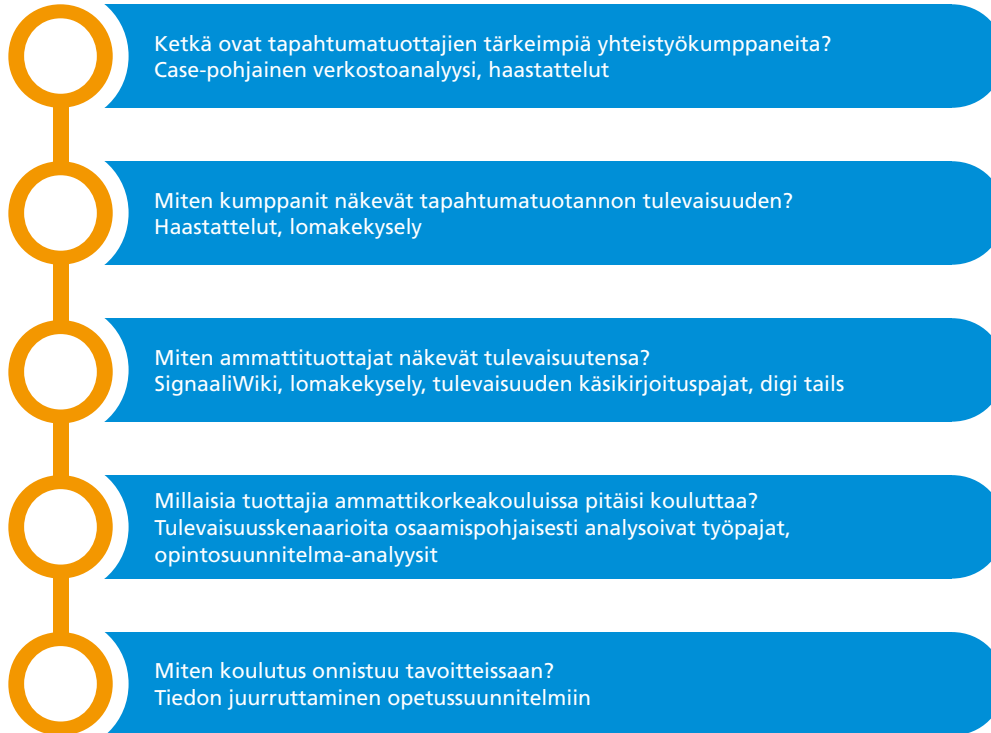 Ketkä ovat tapahtumatuottajien tärkeimpiä yhteistyökumppaneita?
Case-pohjainen verkostoanalyysi, haastattelut
Miten kumppanit näkevät tapahtumatuotannon tulevaisuuden?
Haastattelut, lomakekysely
Miten ammattituottajat näkevät tulevaisuutensa?
SignaaliWiki, lomakekysely, tulevaisuuden käsikirjoituspajat, digi tails
Millaisia tuottajia ammattikorkeakouluissa pitäisi kouluttaa?
Tulevaisuusskenaarioita osaamispohjaisesti analysoivat työpajat,
opintosuunnitelma-analyysit
Miten koulutus onnistuu tavoitteissaan?
Tiedon juurruttaminen opetussuunnitelmiin